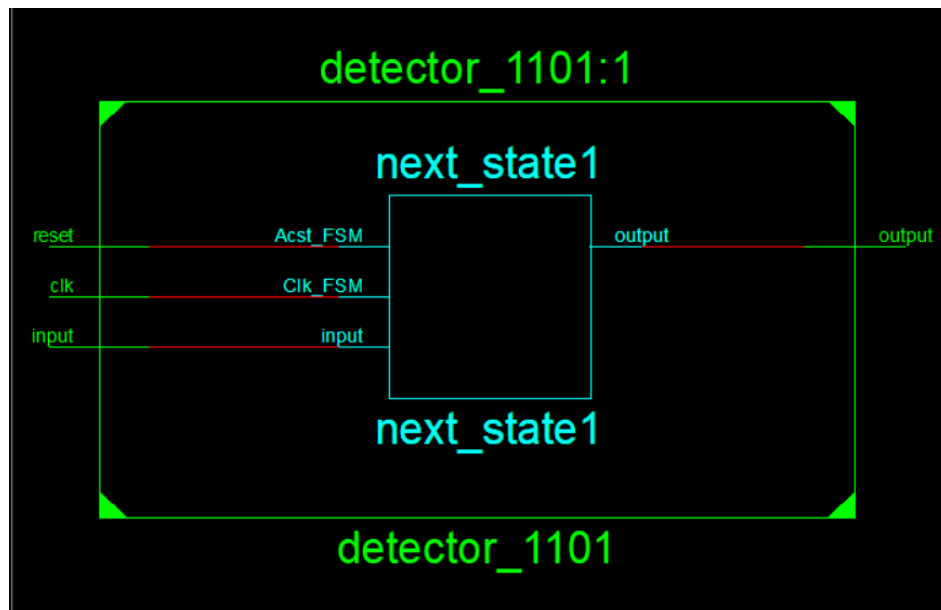 detector_1101:1
next_state1
reset
Acst_FSM
output
output
clk
Clk_FSM
input
input
next_state1
detector_1101